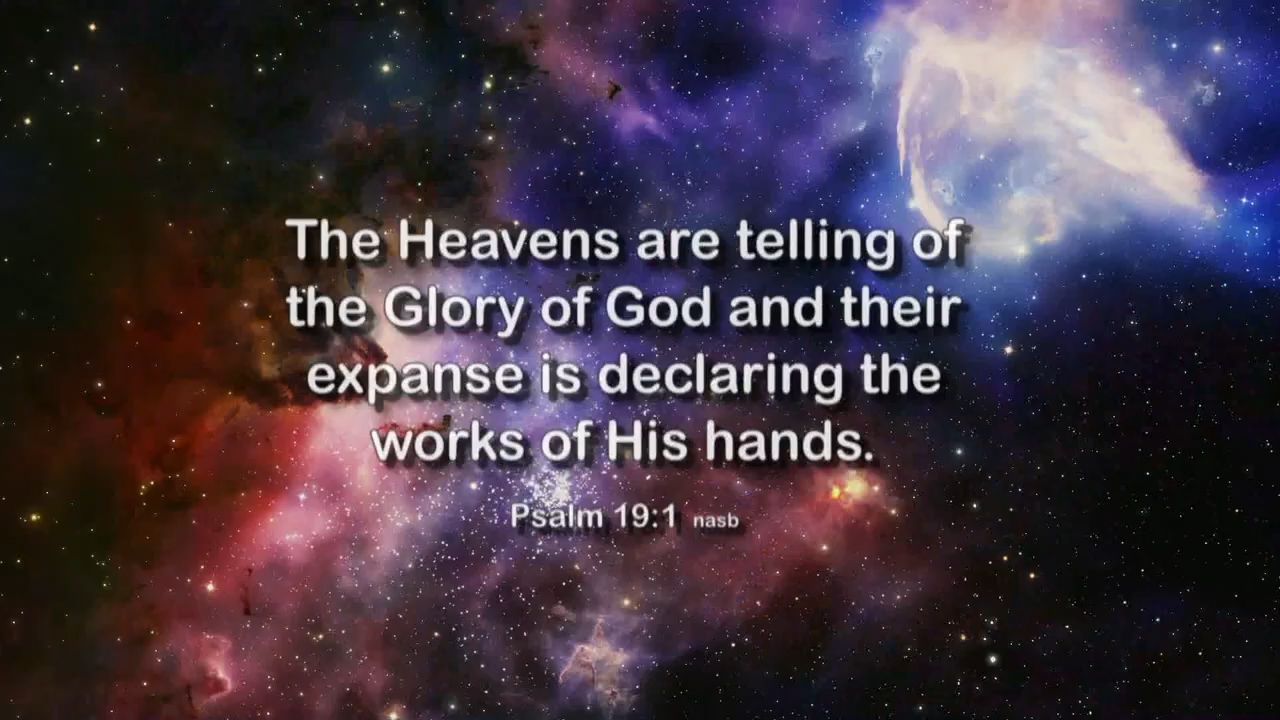 The Heavens are telling of
the Glory of God and their
expanse is declaring the
works of His hands.
Psalm 19:1 nasb